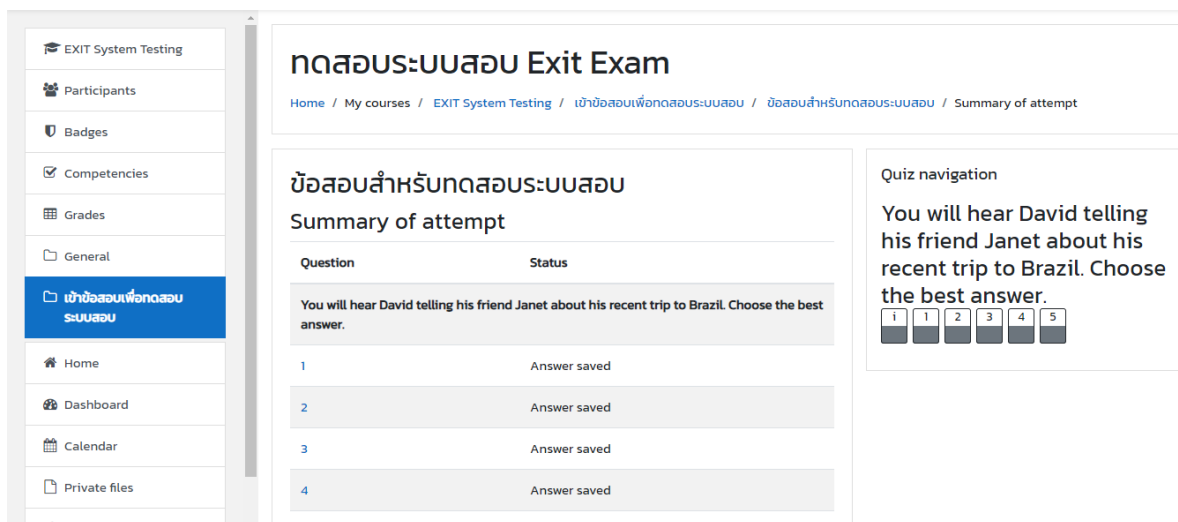 EXIT System Testing
Participants
Badges
Competencies
Grades
General
เข้าข้อสอบเพื่อทดสอบ
ระบบสอบ
Home
Dashboard
Calendar
Private files
ทดสอบระบบสอบ Exit Exam
Home / My courses / EXIT System Testing / เข้าข้อสอบเพื่อทดสอบระบบสอบ / ข้อสอบสำหรับทดสอบระบบสอบ / Summary of attempt
ข้อสอบสำหรับทดสอบระบบสอบ
Summary of attempt
Question Status
You will hear David telling his friend Janet about his recent trip to Brazil. Choose the best
answer.
1 Answer saved
2 Answer saved
3 Answer saved
4 Answer saved
Quiz navigation
You will hear David telling
his friend Janet about his
recent trip to Brazil. Choose
the best answer.
i 1 2 3 4 5